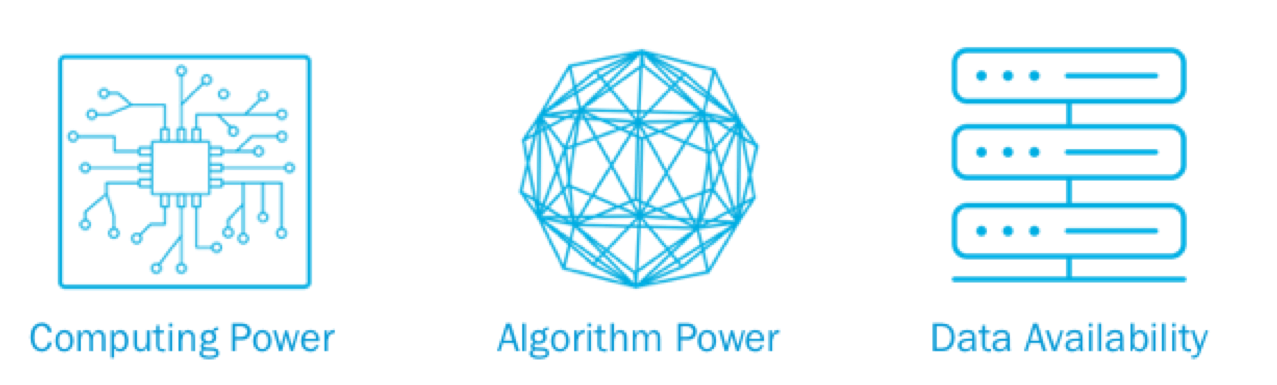 Computing Power
Algorithm Power
Data Availability